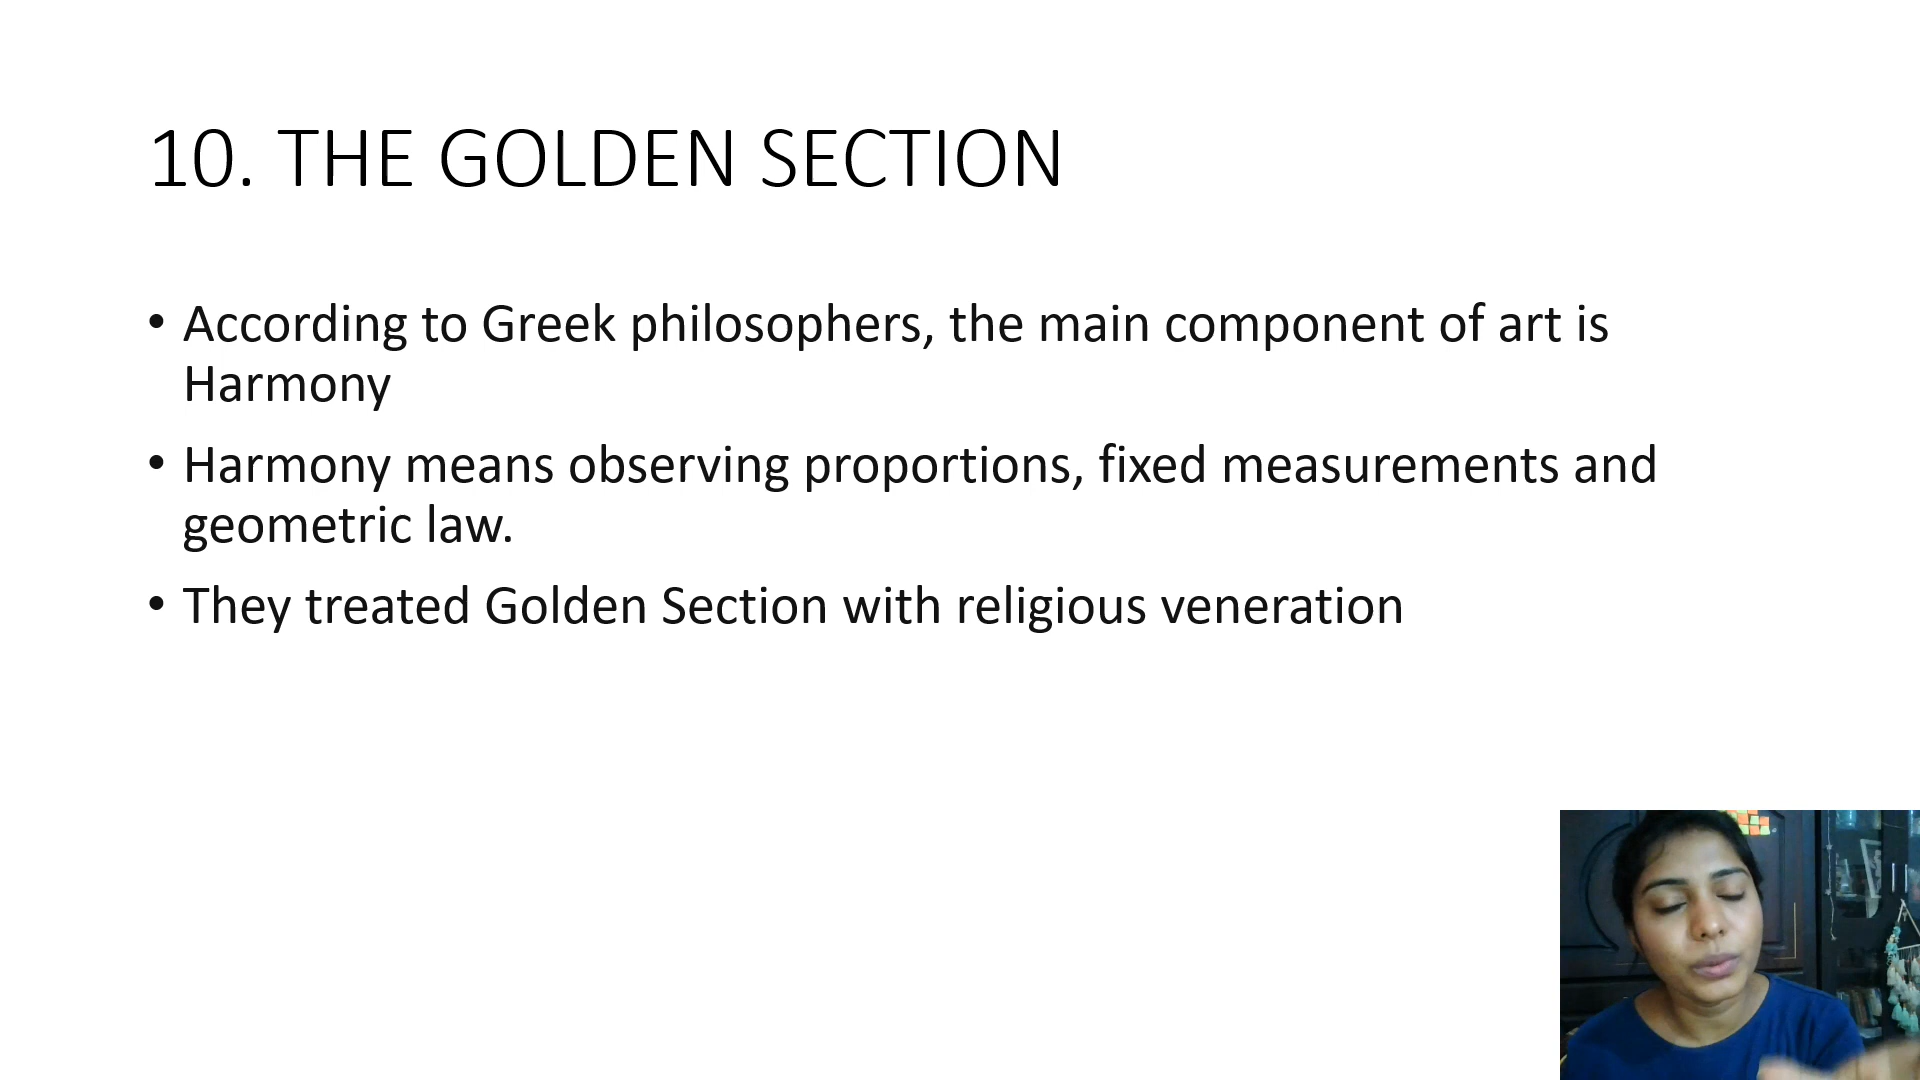 10. THE GOLDEN SECTION
• According to Greek philosophers, the main component of art is
Harmony
• Harmony means observing proportions, fixed measurements and
geometric law.
• They treated Golden Section with religious veneration